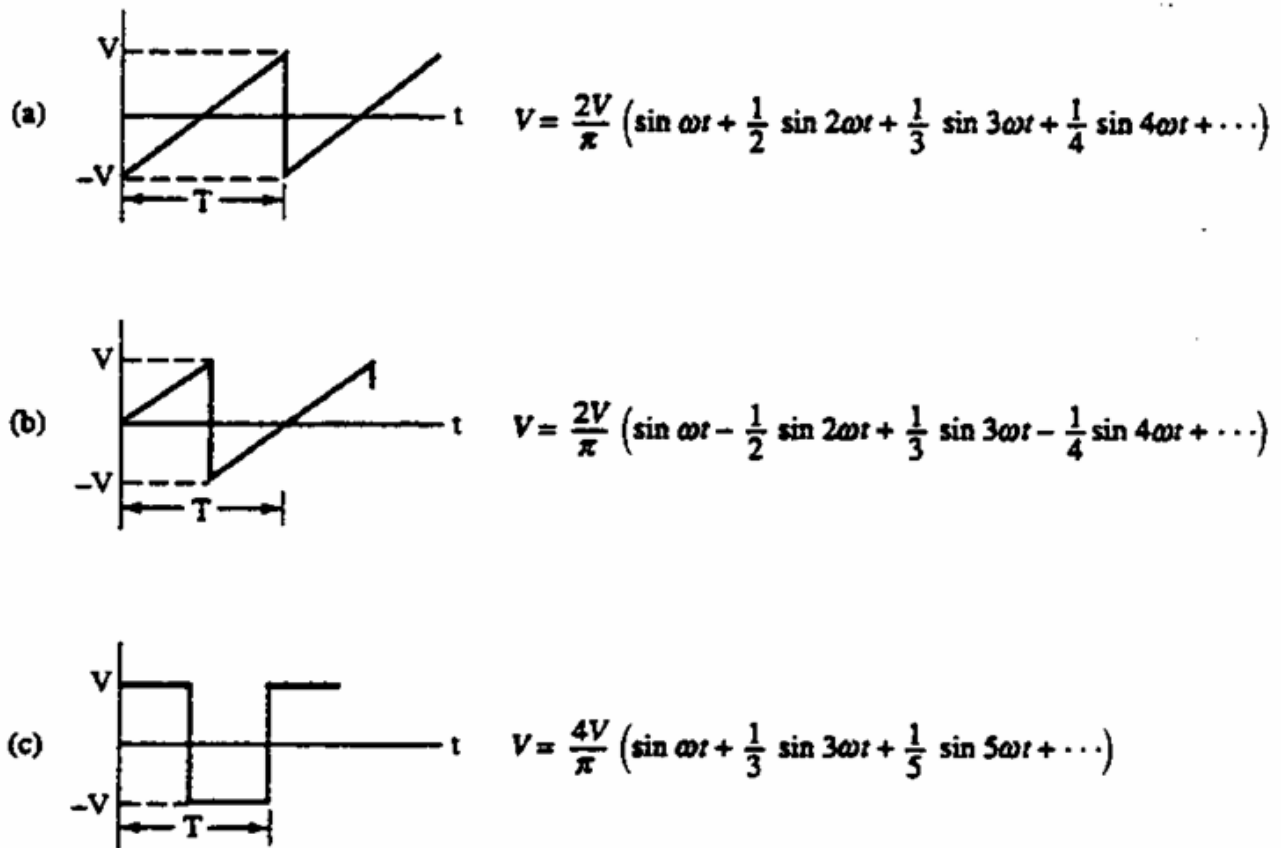 V
(a) t V = 2V/π (sin ωt + 1/2 sin 2ωt + 1/3 sin 3ωt + 1/4 sin 4ωt + ···)
–V
T
V
(b) t V = 2V/π (sin ωt – 1/2 sin 2ωt + 1/3 sin 3ωt – 1/4 sin 4ωt + ···)
–V
T
V
(c) t V = 4V/π (sin ωt + 1/3 sin 3ωt + 1/5 sin 5ωt + ···)
–V
T